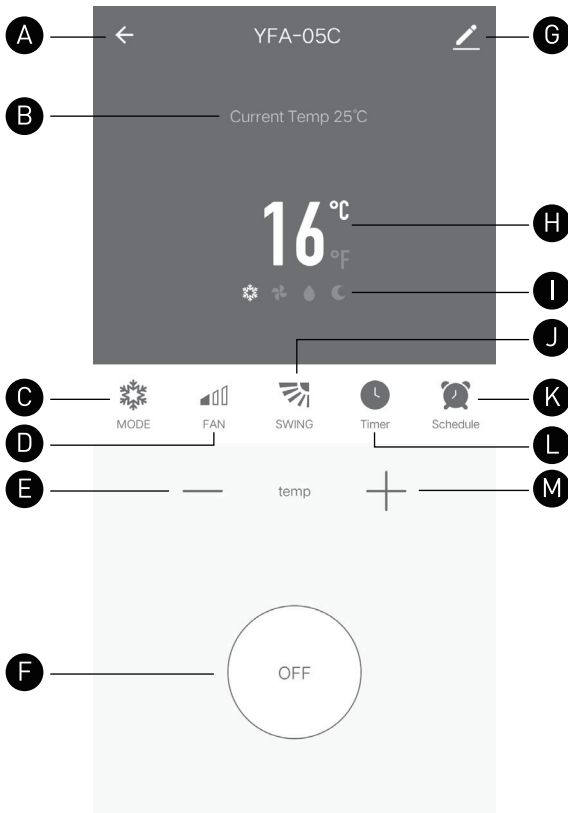 A YFA-05C G
B Current Temp 25°C
16 °C H
°F
I
J
C K
MODE FAN SWING Timer Schedule
D L
E temp M
F OFF